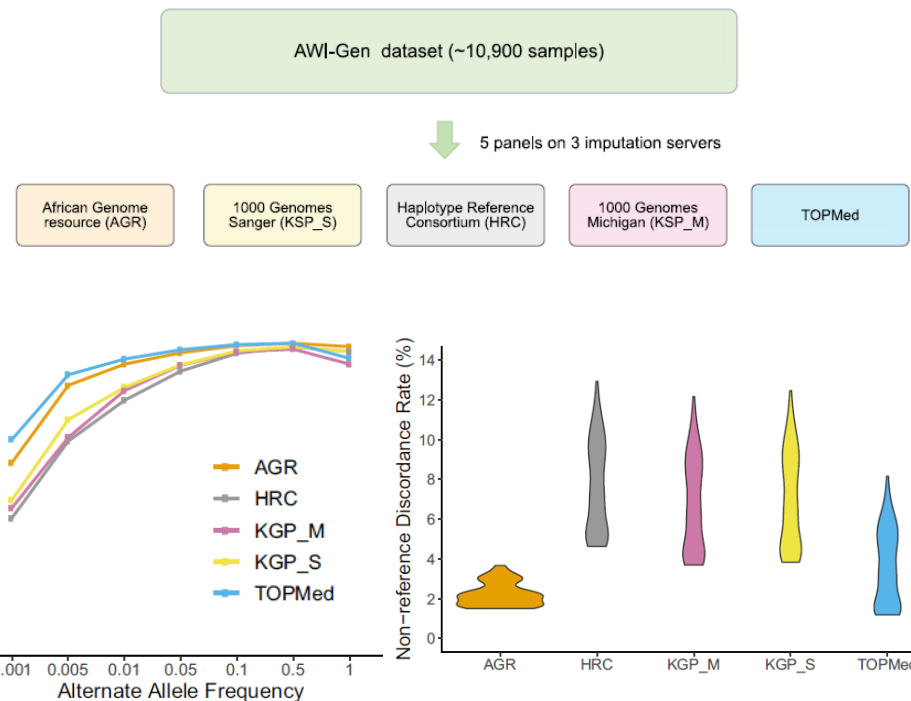 AWI-Gen dataset (~10,900 samples)
5 panels on 3 imputation servers
African Genome
resource (AGR)
1000 Genomes
Sanger (KSP_S)
Haplotype Reference
Consortium (HRC)
1000 Genomes
Michigan (KSP_M)
TOPMed
AGR
HRC
KGP_M
KGP_S
TOPMed
.001 0.005 0.01 0.05 0.1 0.5 1
Alternate Allele Frequency
Non-reference Discordance Rate (%)
14
12
10
8
6
4
2
0
AGR HRC KGP_M KGP_S TOPMed